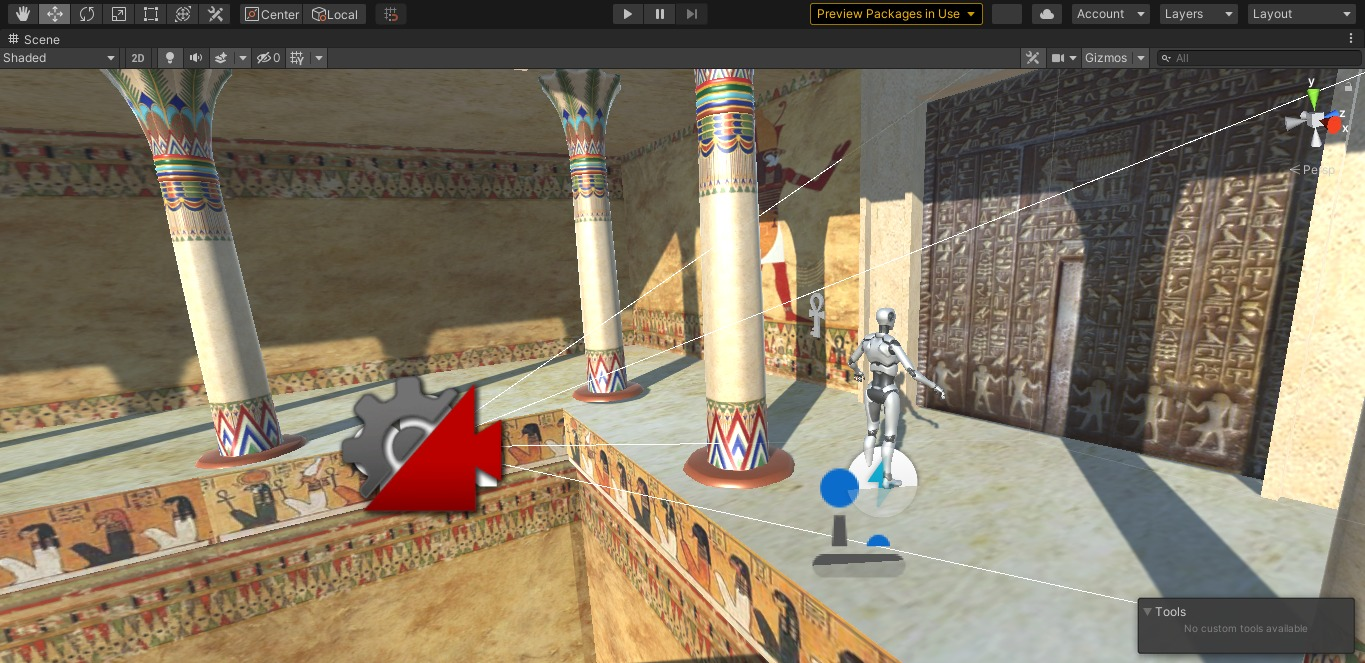 Center
Local
Preview Packages in Use
Account
Layers
Layout
Scene
Shaded
2D
0
Gizmos
All
y
z
x
Persp
Tools
No custom tools available